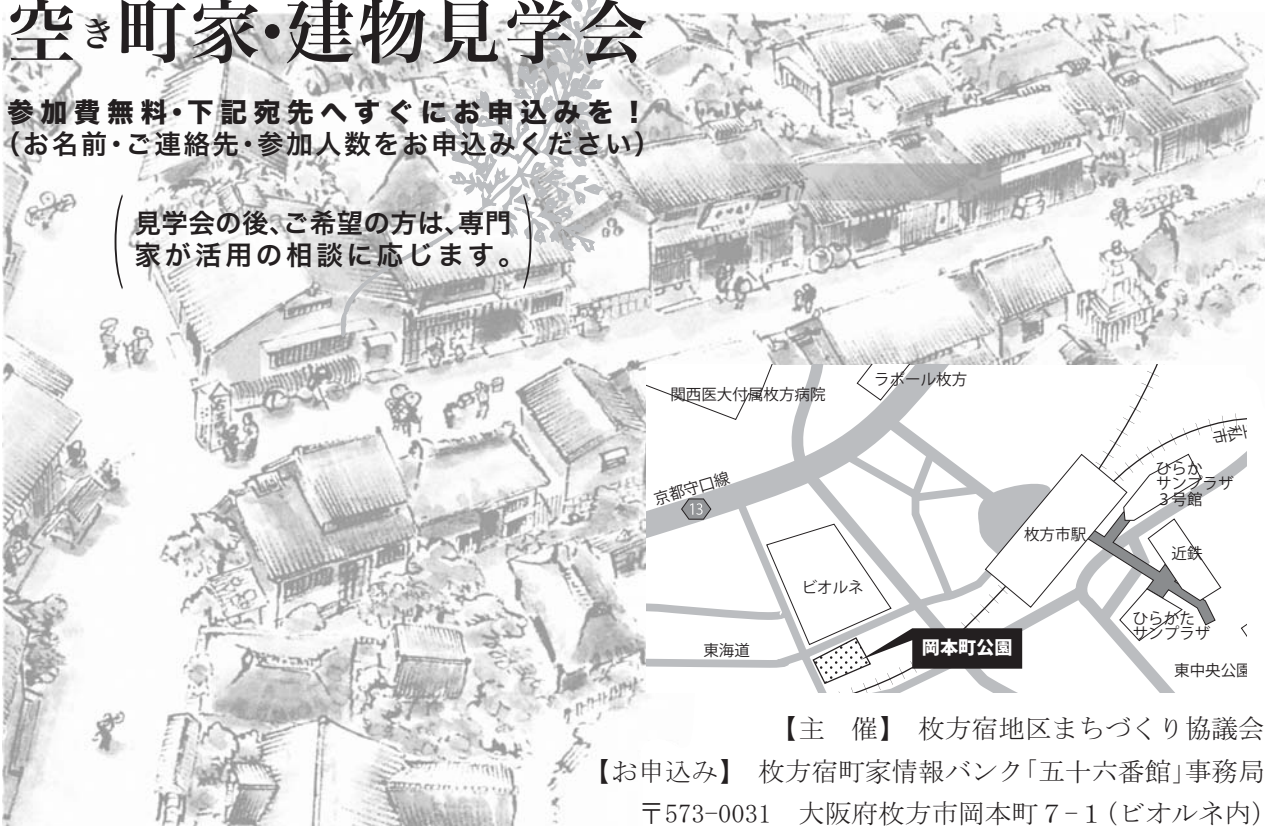 空き町家・建物見学会
参加費無料・下記宛先へすぐにお申込みを！
（お名前・ご連絡先・参加人数をお申込みください）
見学会の後、ご希望の方は、専門
家が活用の相談に応じます。
関西医大付属枚方病院
ラポール枚方
京都守口線
13
ひらか
サンプラザ
３号館
枚方市駅
近鉄
ビオルネ
ひらかた
サンプラザ
東海道
岡本町公園
東中央公園
【主　催】　枚方宿地区まちづくり協議会
【お申込み】　枚方宿町家情報バンク「五十六番館」事務局
〒573-0031　大阪府枚方市岡本町７-１（ビオルネ内）